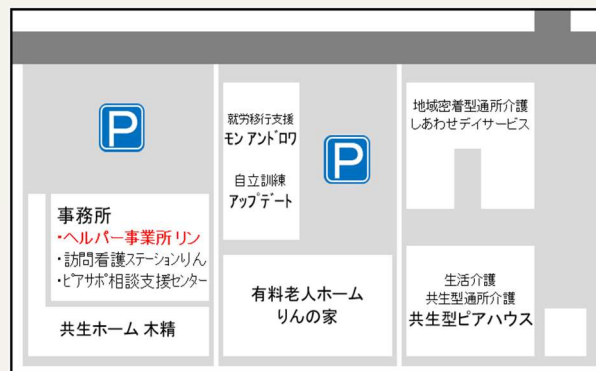 P
事務所
・ヘルパー事業所リン
・訪問看護ステーションりん
・ピアサポ相談支援センター
共生ホーム 木精
就労移行支援
モン アンドロワ
自立訓練
アップデート
P
有料老人ホーム
りんの家
地域密着型通所介護
しあわせデイサービス
生活介護
共生型通所介護
共生型ピアハウス